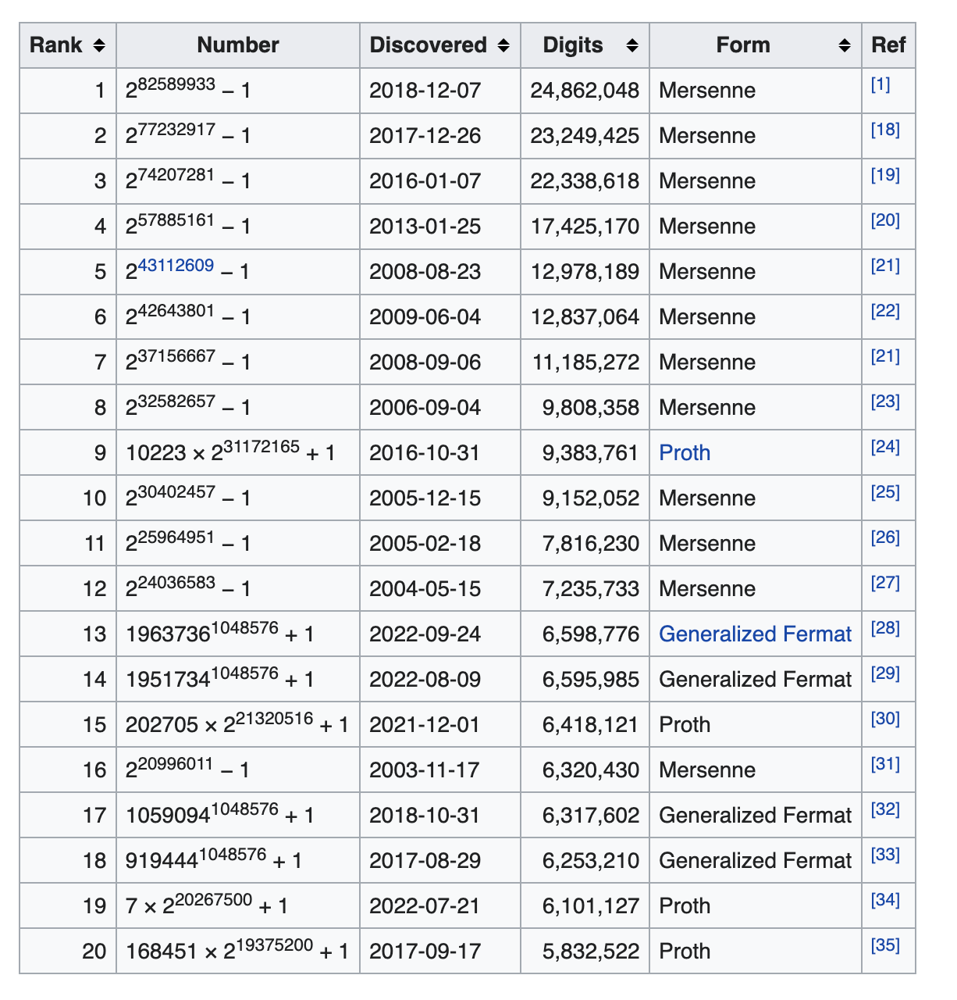 Rank Number Discovered Digits Form Ref
1 2^82589933 – 1 2018-12-07 24,862,048 Mersenne [1]
2 2^77232917 – 1 2017-12-26 23,249,425 Mersenne [18]
3 2^74207281 – 1 2016-01-07 22,338,618 Mersenne [19]
4 2^57885161 – 1 2013-01-25 17,425,170 Mersenne [20]
5 2^43112609 – 1 2008-08-23 12,978,189 Mersenne [21]
6 2^42643801 – 1 2009-06-04 12,837,064 Mersenne [22]
7 2^37156667 – 1 2008-09-06 11,185,272 Mersenne [21]
8 2^32582657 – 1 2006-09-04 9,808,358 Mersenne [23]
9 10223 × 2^31172165 + 1 2016-10-31 9,383,761 Proth [24]
10 2^30402457 – 1 2005-12-15 9,152,052 Mersenne [25]
11 2^25964951 – 1 2005-02-18 7,816,230 Mersenne [26]
12 2^24036583 – 1 2004-05-15 7,235,733 Mersenne [27]
13 1963736^1048576 + 1 2022-09-24 6,598,776 Generalized Fermat [28]
14 1951734^1048576 + 1 2022-08-09 6,595,985 Generalized Fermat [29]
15 202705 × 2^21320516 + 1 2021-12-01 6,418,121 Proth [30]
16 2^20996011 – 1 2003-11-17 6,320,430 Mersenne [31]
17 1059094^1048576 + 1 2018-10-31 6,317,602 Generalized Fermat [32]
18 919444^1048576 + 1 2017-08-29 6,253,210 Generalized Fermat [33]
19 7 × 2^20267500 + 1 2022-07-21 6,101,127 Proth [34]
20 168451 × 2^19375200 + 1 2017-09-17 5,832,522 Proth [35]